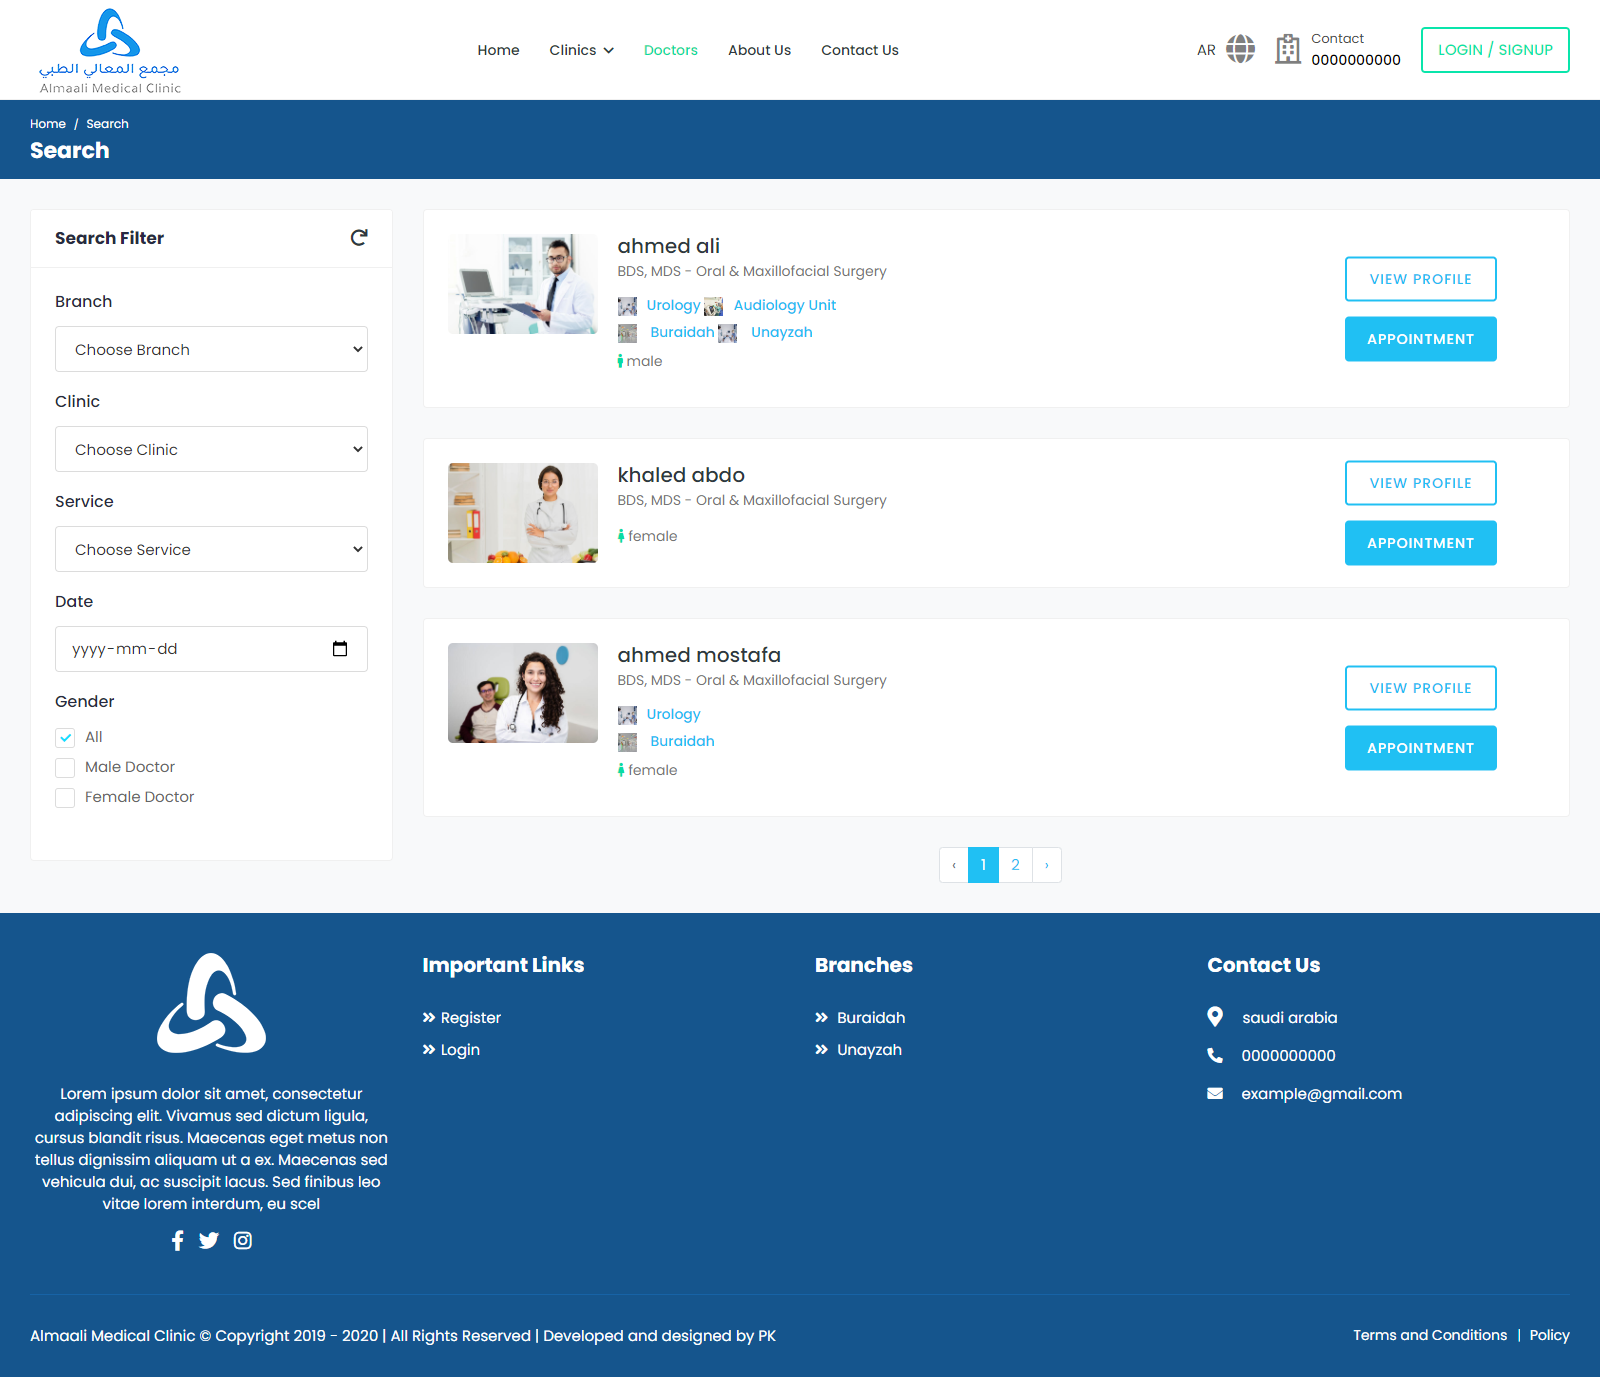 مجمع المعالي الطبي
Almaali Medical Clinic
Home Clinics Doctors About Us Contact Us
AR
Contact
0000000000
LOGIN / SIGNUP
Home / Search
Search
Search Filter
Branch
Choose Branch
Clinic
Choose Clinic
Service
Choose Service
Date
yyyy-mm-dd
Gender
All
Male Doctor
Female Doctor
ahmed ali
BDS, MDS - Oral & Maxillofacial Surgery
Urology Audiology Unit
Buraidah Unayzah
male
VIEW PROFILE
APPOINTMENT
khaled abdo
BDS, MDS - Oral & Maxillofacial Surgery
female
VIEW PROFILE
APPOINTMENT
ahmed mostafa
BDS, MDS - Oral & Maxillofacial Surgery
Urology
Buraidah
female
VIEW PROFILE
APPOINTMENT
‹ 1 2 ›
Lorem ipsum dolor sit amet, consectetur
adipiscing elit. Vivamus sed dictum ligula,
cursus blandit risus. Maecenas eget metus non
tellus dignissim aliquam ut a ex. Maecenas sed
vehicula dui, ac suscipit lacus. Sed finibus leo
vitae lorem interdum, eu scel
Important Links
Register
Login
Branches
Buraidah
Unayzah
Contact Us
saudi arabia
0000000000
example@gmail.com
Almaali Medical Clinic © Copyright 2019 - 2020 | All Rights Reserved | Developed and designed by PK
Terms and Conditions | Policy